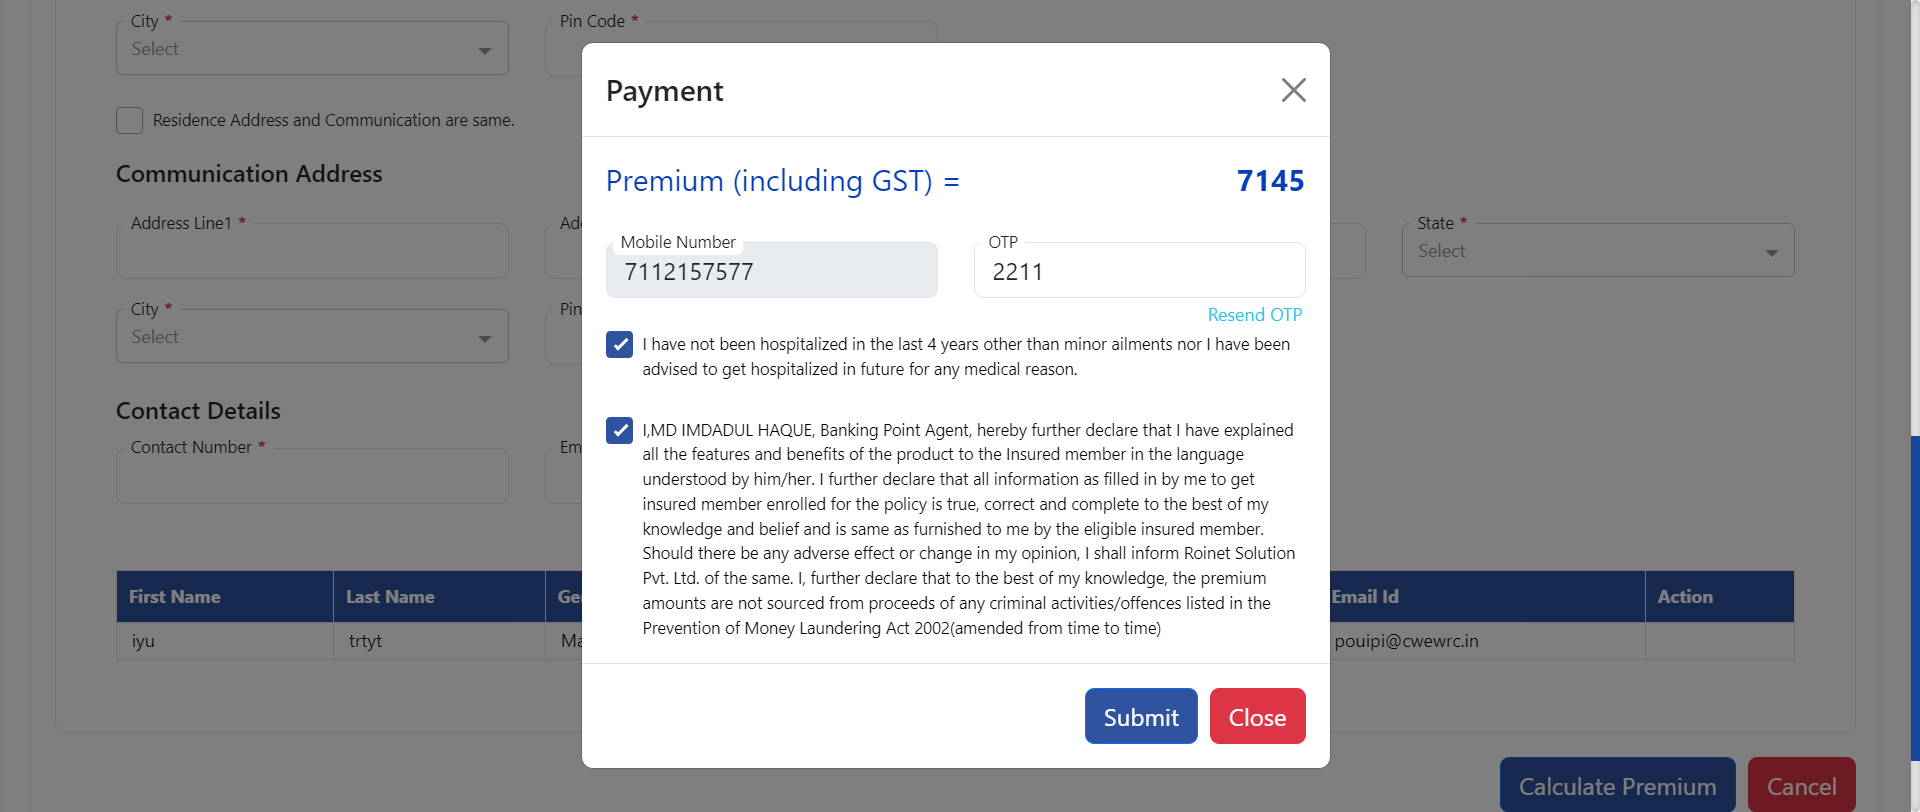 City *
Select
Pin Code *
Residence Address and Communication are same.
Communication Address
Address Line1 *
State *
Select
City *
Select
Pin
Contact Details
Contact Number *
First Name Last Name Email Id Action
iyu trtyt pouipi@cwewrc.in
Calculate Premium Cancel
Payment
Premium (including GST) = 7145
Mobile Number
7112157577
OTP
2211
Resend OTP
I have not been hospitalized in the last 4 years other than minor ailments nor I have been
advised to get hospitalized in future for any medical reason.
I,MD IMDADUL HAQUE, Banking Point Agent, hereby further declare that I have explained
all the features and benefits of the product to the Insured member in the language
understood by him/her. I further declare that all information as filled in by me to get
insured member enrolled for the policy is true, correct and complete to the best of my
knowledge and belief and is same as furnished to me by the eligible insured member.
Should there be any adverse effect or change in my opinion, I shall inform Roinet Solution
Pvt. Ltd. of the same. I, further declare that to the best of my knowledge, the premium
amounts are not sourced from proceeds of any criminal activities/offences listed in the
Prevention of Money Laundering Act 2002(amended from time to time)
Submit Close